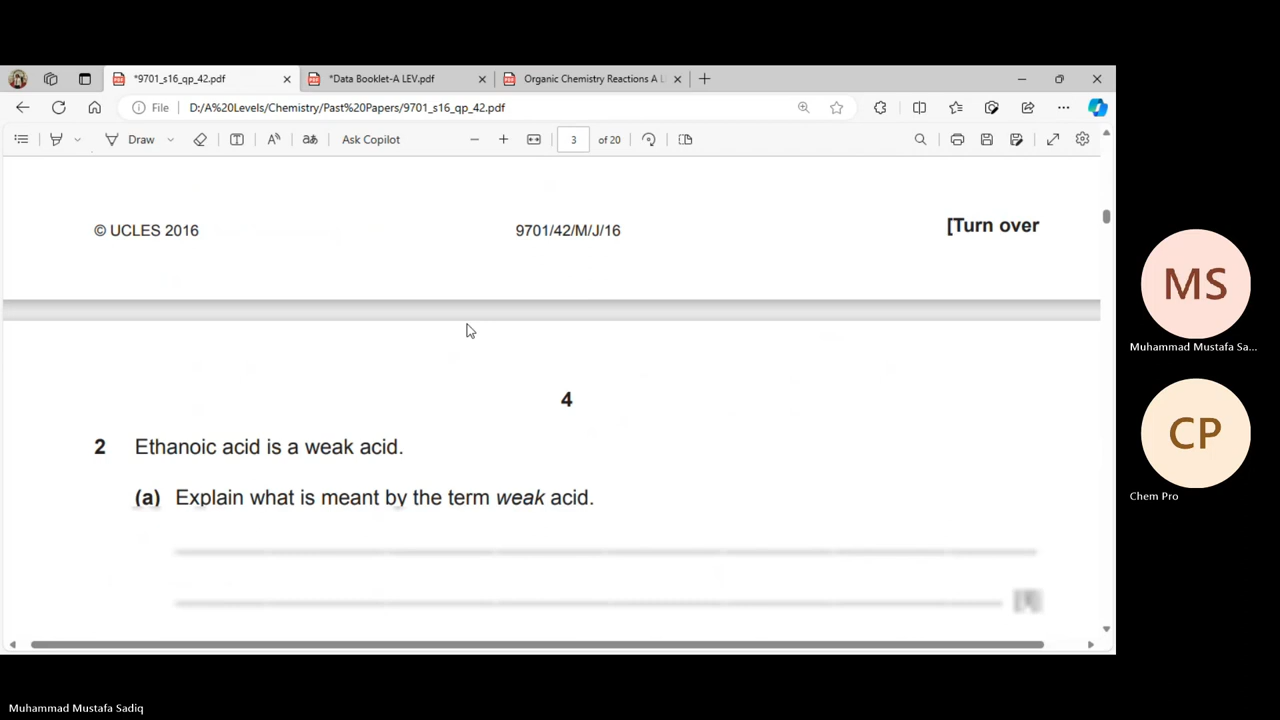 *9701_s16_qp_42.pdf
*Data Booklet-A LEV.pdf
Organic Chemistry Reactions A L
File
D:/A%20Levels/Chemistry/Past%20Papers/9701_s16_qp_42.pdf
Draw
Ask Copilot
3
of 20
© UCLES 2016
9701/42/M/J/16
[Turn over
4
2 Ethanoic acid is a weak acid.
(a) Explain what is meant by the term weak acid.
MS
Muhammad Mustafa Sa...
CP
Chem Pro
Muhammad Mustafa Sadiq